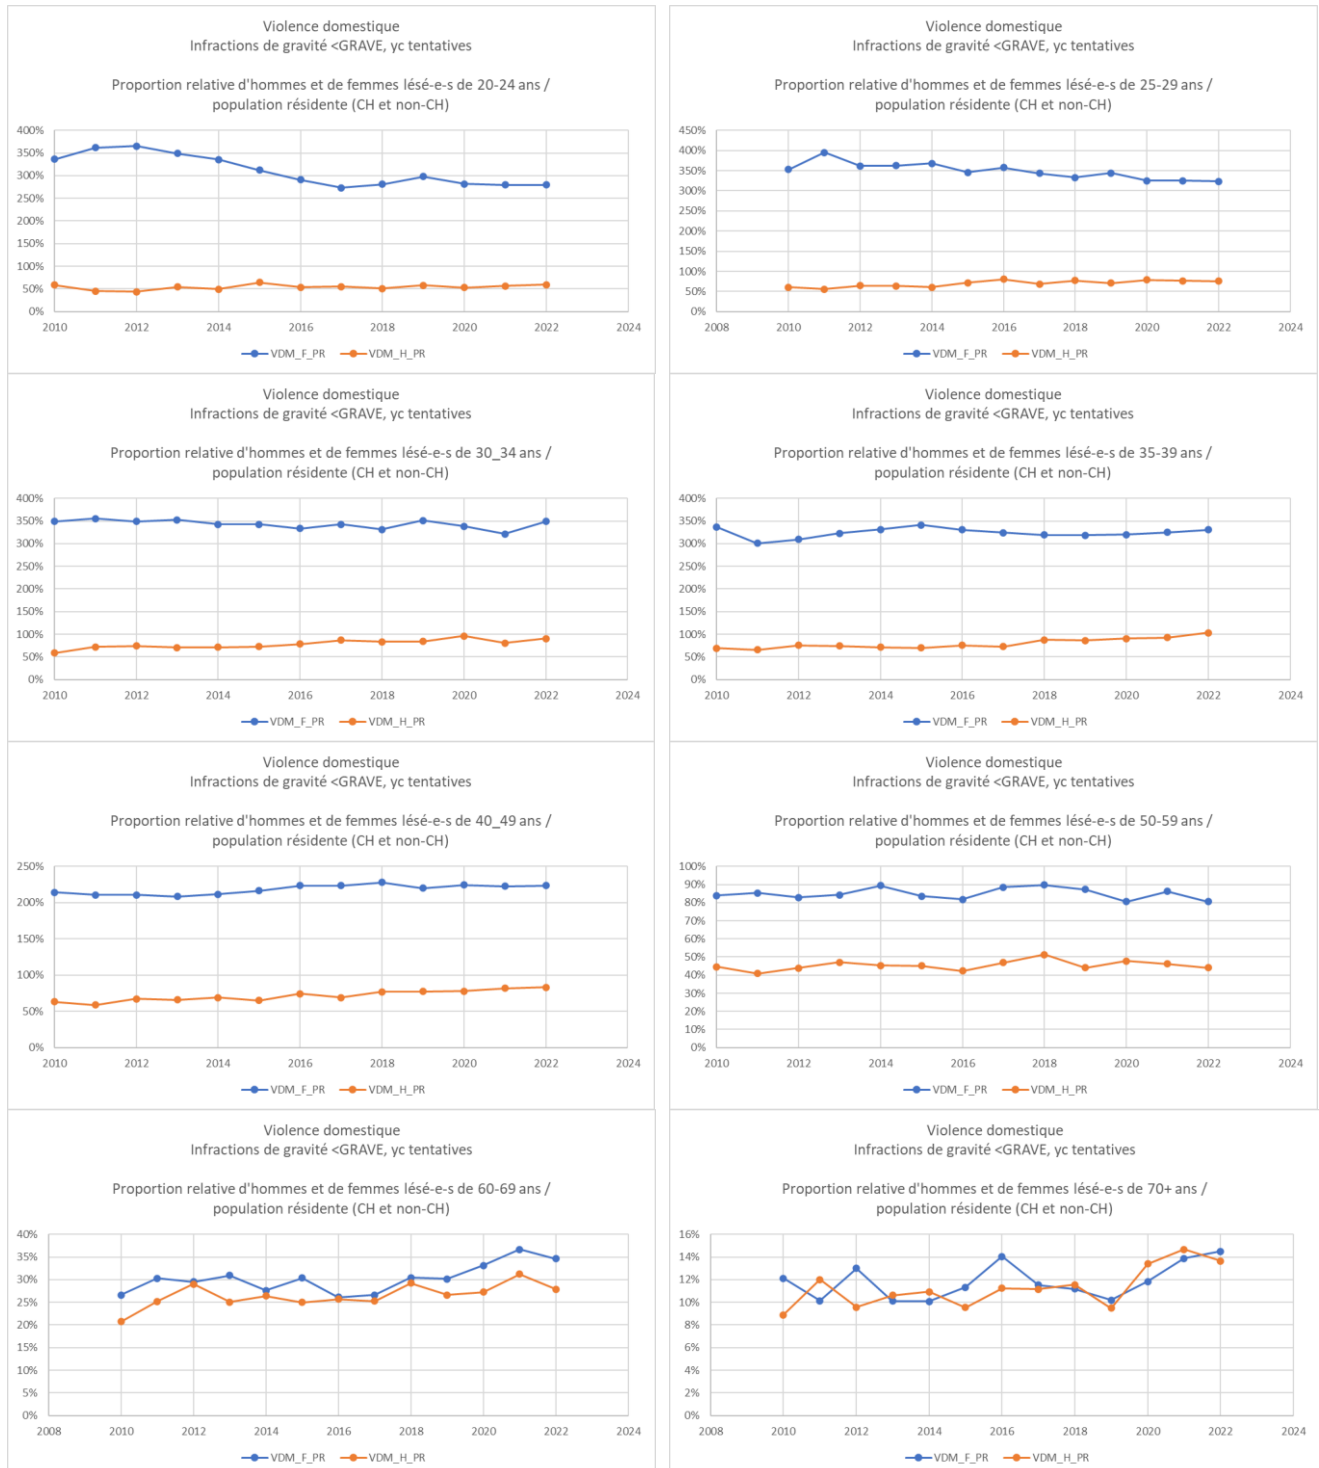 Violence domestique
Infractions de gravité <GRAVE, yc tentatives
Proportion relative d'hommes et de femmes lésé-e-s de 20-24 ans /
population résidente (CH et non-CH)
400%
350%
300%
250%
200%
150%
100%
50%
0%
2010 2012 2014 2016 2018 2020 2022 2024
VDM_F_PR VDM_H_PR
Violence domestique
Infractions de gravité <GRAVE, yc tentatives
Proportion relative d'hommes et de femmes lésé-e-s de 25-29 ans /
population résidente (CH et non-CH)
450%
400%
350%
300%
250%
200%
150%
100%
50%
0%
2008 2010 2012 2014 2016 2018 2020 2022 2024
VDM_F_PR VDM_H_PR
Violence domestique
Infractions de gravité <GRAVE, yc tentatives
Proportion relative d'hommes et de femmes lésé-e-s de 30_34 ans /
population résidente (CH et non-CH)
400%
350%
300%
250%
200%
150%
100%
50%
0%
2010 2012 2014 2016 2018 2020 2022 2024
VDM_F_PR VDM_H_PR
Violence domestique
Infractions de gravité <GRAVE, yc tentatives
Proportion relative d'hommes et de femmes lésé-e-s de 35-39 ans /
population résidente (CH et non-CH)
400%
350%
300%
250%
200%
150%
100%
50%
0%
2010 2012 2014 2016 2018 2020 2022 2024
VDM_F_PR VDM_H_PR
Violence domestique
Infractions de gravité <GRAVE, yc tentatives
Proportion relative d'hommes et de femmes lésé-e-s de 40_49 ans /
population résidente (CH et non-CH)
250%
200%
150%
100%
50%
0%
2010 2012 2014 2016 2018 2020 2022 2024
VDM_F_PR VDM_H_PR
Violence domestique
Infractions de gravité <GRAVE, yc tentatives
Proportion relative d'hommes et de femmes lésé-e-s de 50-59 ans /
population résidente (CH et non-CH)
100%
90%
80%
70%
60%
50%
40%
30%
20%
10%
0%
2010 2012 2014 2016 2018 2020 2022 2024
VDM_F_PR VDM_H_PR
Violence domestique
Infractions de gravité <GRAVE, yc tentatives
Proportion relative d'hommes et de femmes lésé-e-s de 60-69 ans /
population résidente (CH et non-CH)
40%
35%
30%
25%
20%
15%
10%
5%
0%
2008 2010 2012 2014 2016 2018 2020 2022 2024
VDM_F_PR VDM_H_PR
Violence domestique
Infractions de gravité <GRAVE, yc tentatives
Proportion relative d'hommes et de femmes lésé-e-s de 70+ ans /
population résidente (CH et non-CH)
16%
14%
12%
10%
8%
6%
4%
2%
0%
2008 2010 2012 2014 2016 2018 2020 2022 2024
VDM_F_PR VDM_H_PR